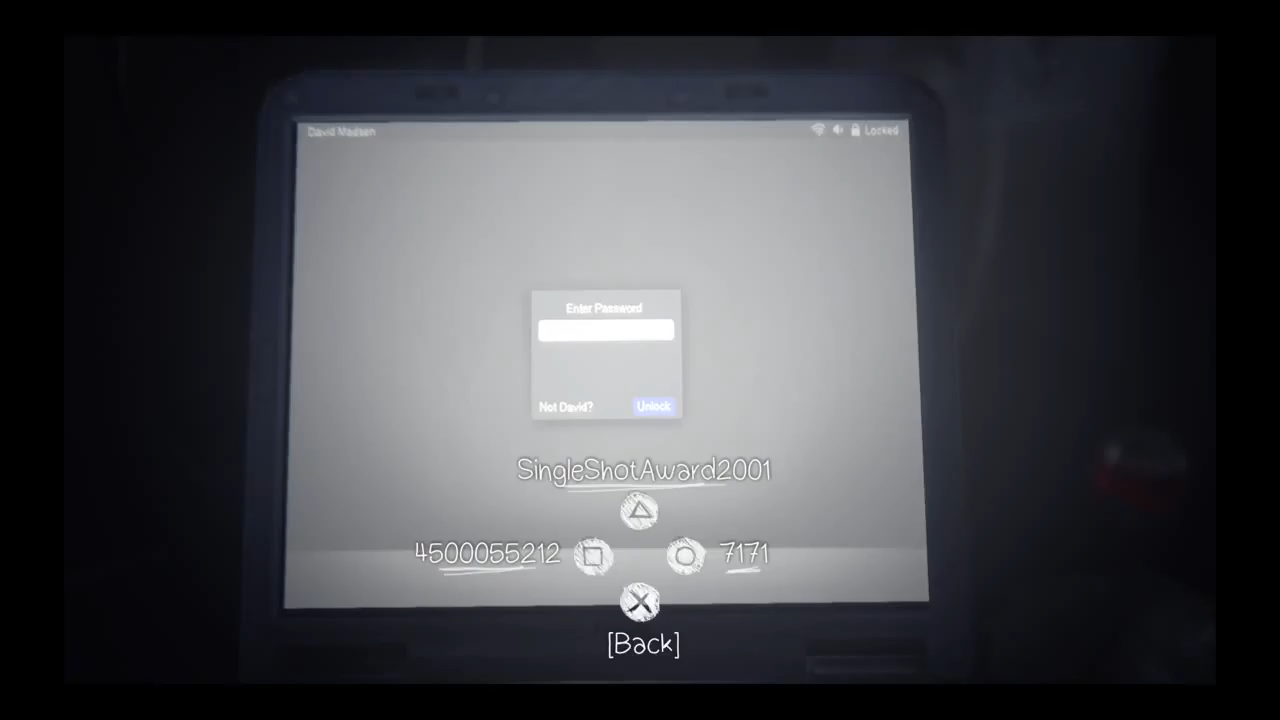 David Madsen
Locked
Enter Password
Not David?
Unlock
SingleShotAward2001
4500055212
7171
[Back]